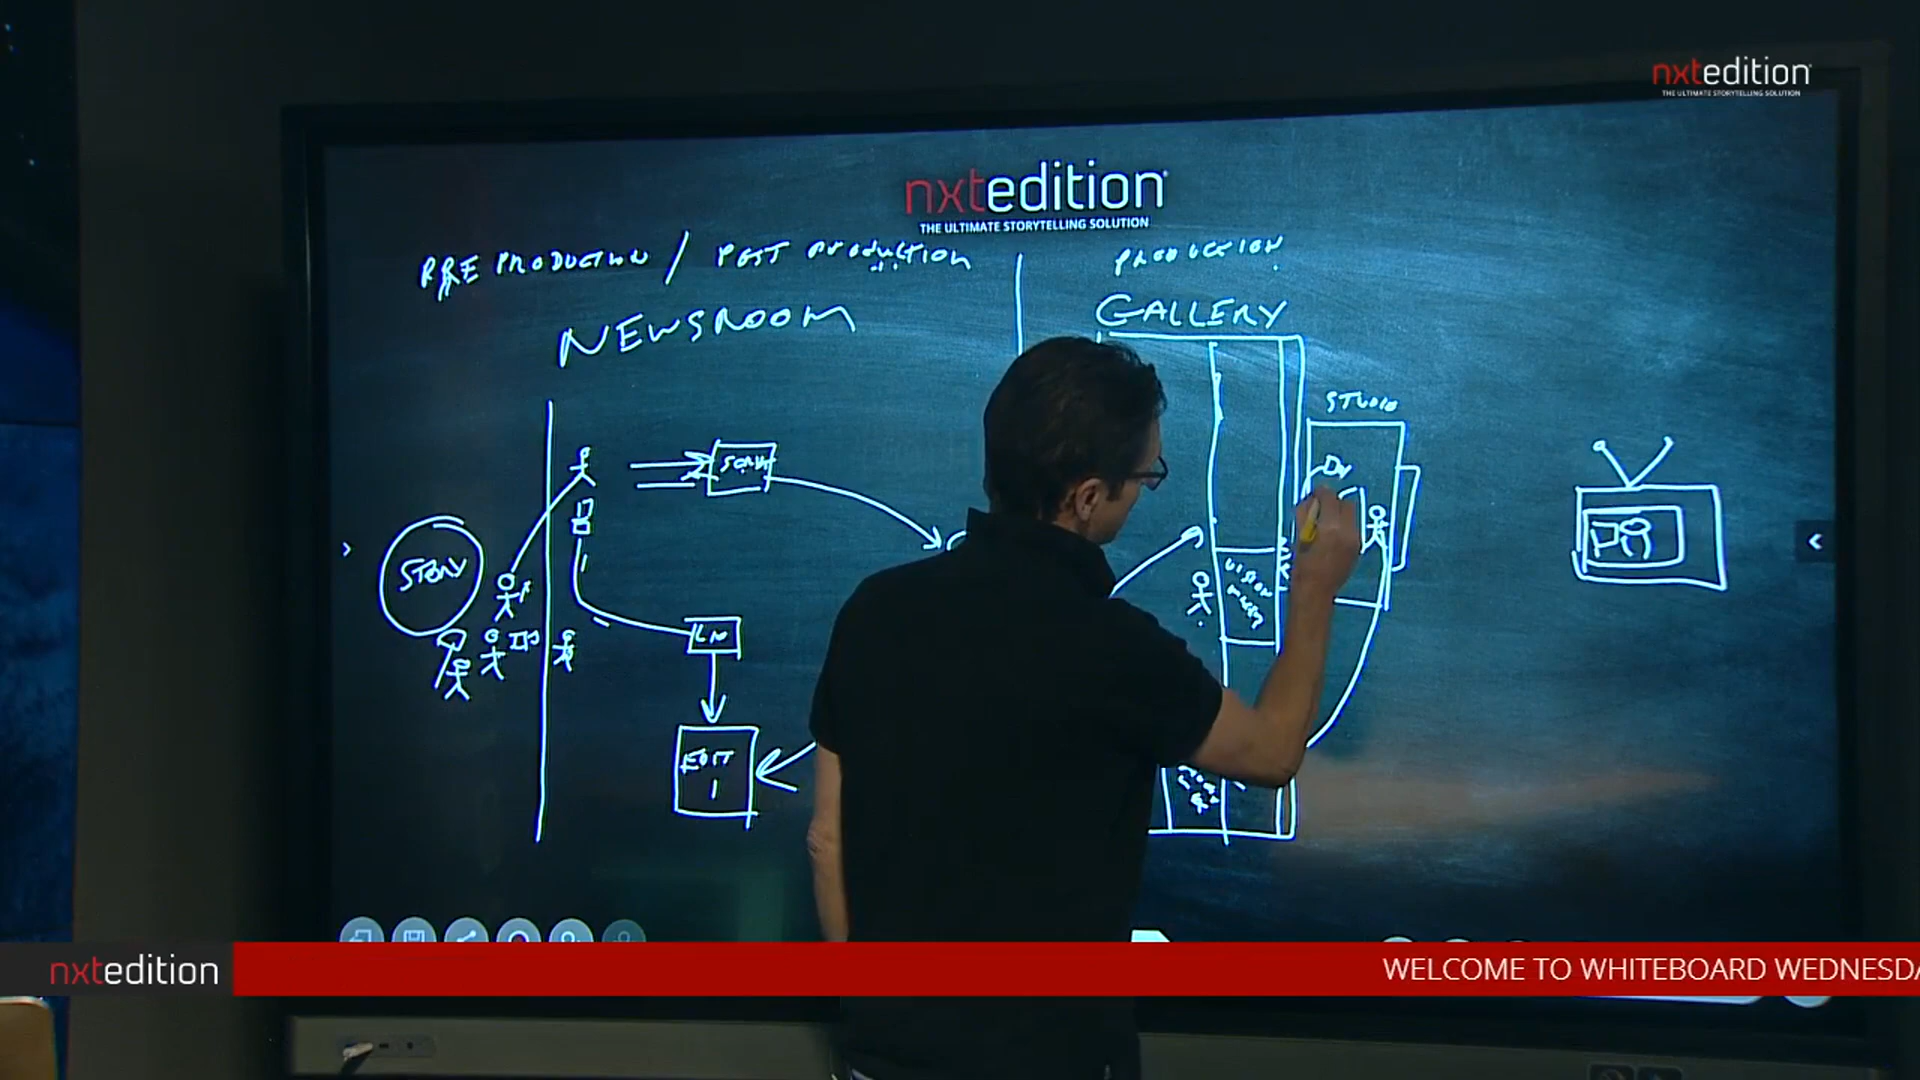 nxtedition
THE ULTIMATE STORYTELLING SOLUTION
nxtedition
THE ULTIMATE STORYTELLING SOLUTION
PRE PRODUCTION / POST PRODUCTION
PRODUCTION
NEWSROOM
GALLERY
STUDIO
STORY
EDIT
1
VISION
nxtedition
WELCOME TO WHITEBOARD WEDNESDA